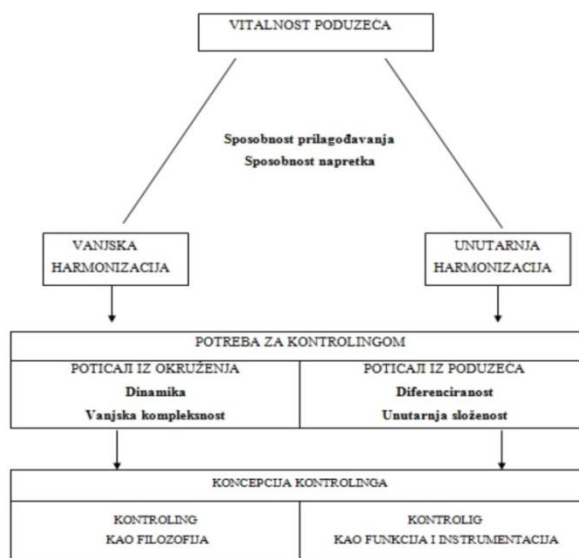 VITALNOST PODUZEĆA
Sposobnost prilagođavanja
Sposobnost napretka
VANJSKA
HARMONIZACIJA
UNUTARNJA
HARMONIZACIJA
POTREBA ZA KONTROLINGOM
POTICAJI IZ OKRUŽENJA
Dinamika
Vanjska kompleksnost
POTICAJI IZ PODUZEĆA
Diferenciranost
Unutarnja složenost
KONCEPCIJA KONTROLINGA
KONTROLING
KAO FILOZOFIJA
KONTROLIG
KAO FUNKCIJA I INSTRUMENTACIJA